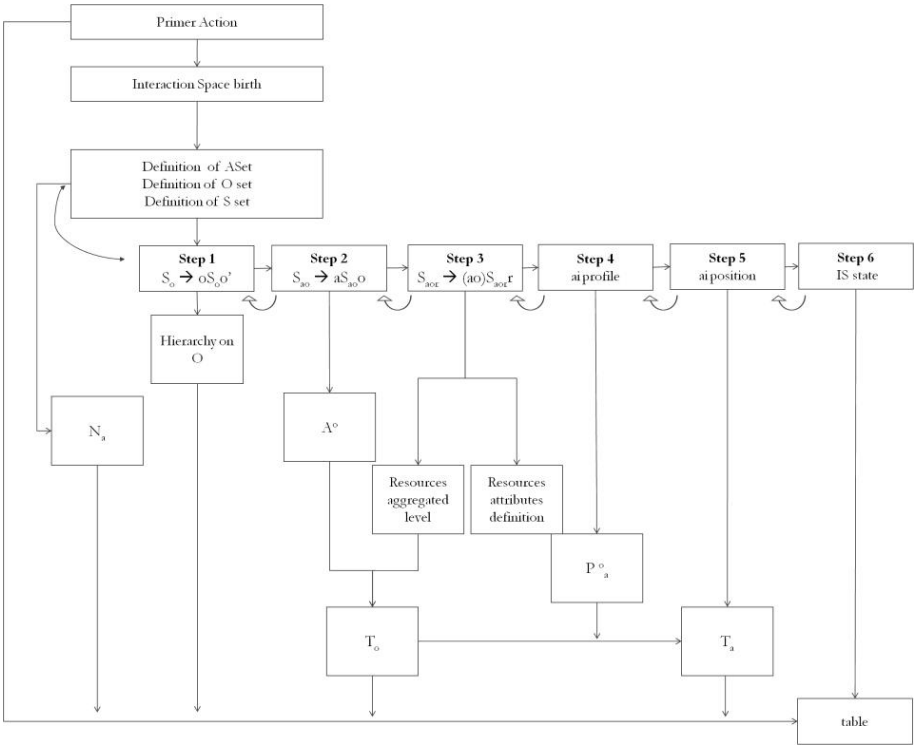 Primer Action
Interaction Space birth
Definition of ASet
Definition of O set
Definition of S set
Step 1
Sₒ → oSₒo’
Step 2
Sₐₒ → aSₐₒo
Step 3
Sₐₒᵣ → (ao)Sₐₒᵣr
Step 4
ai profile
Step 5
ai position
Step 6
IS state
Hierarchy on
O
Nₐ
Aᵒ
Resources
aggregated
level
Resources
attributes
definition
Pᵒₐ
Tₒ
Tₐ
table